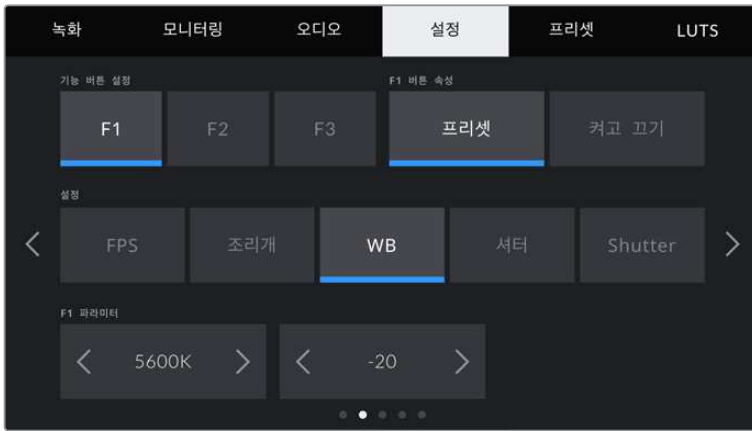 녹화 모니터링 오디오 설정 프리셋 LUTS
기능 버튼 설정 F1 버튼 속성
F1 F2 F3 프리셋 켜고 끄기
설정
FPS 조리개 WB 셔터 Shutter
F1 파라미터
5600K -20